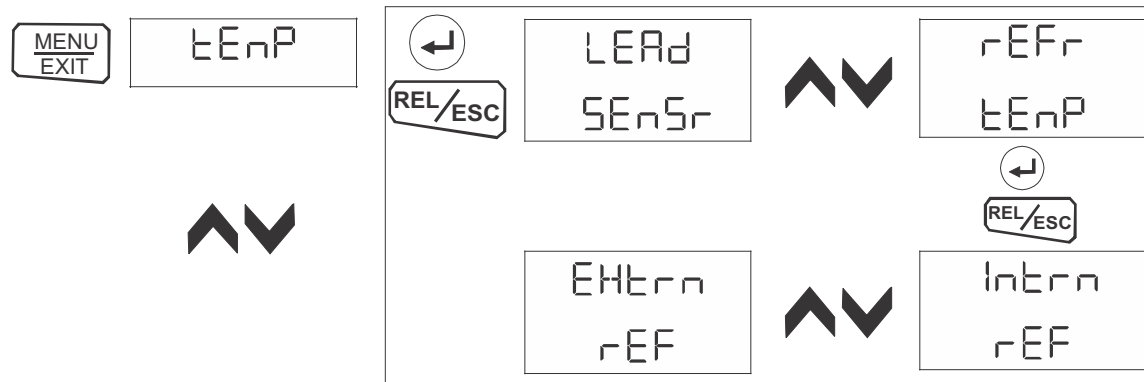 MENU
EXIT
tEnP
REL/ESC
LEAd
SEnSr
rEFr
tEnP
REL/ESC
EHtrn
rEF
Intrn
rEF